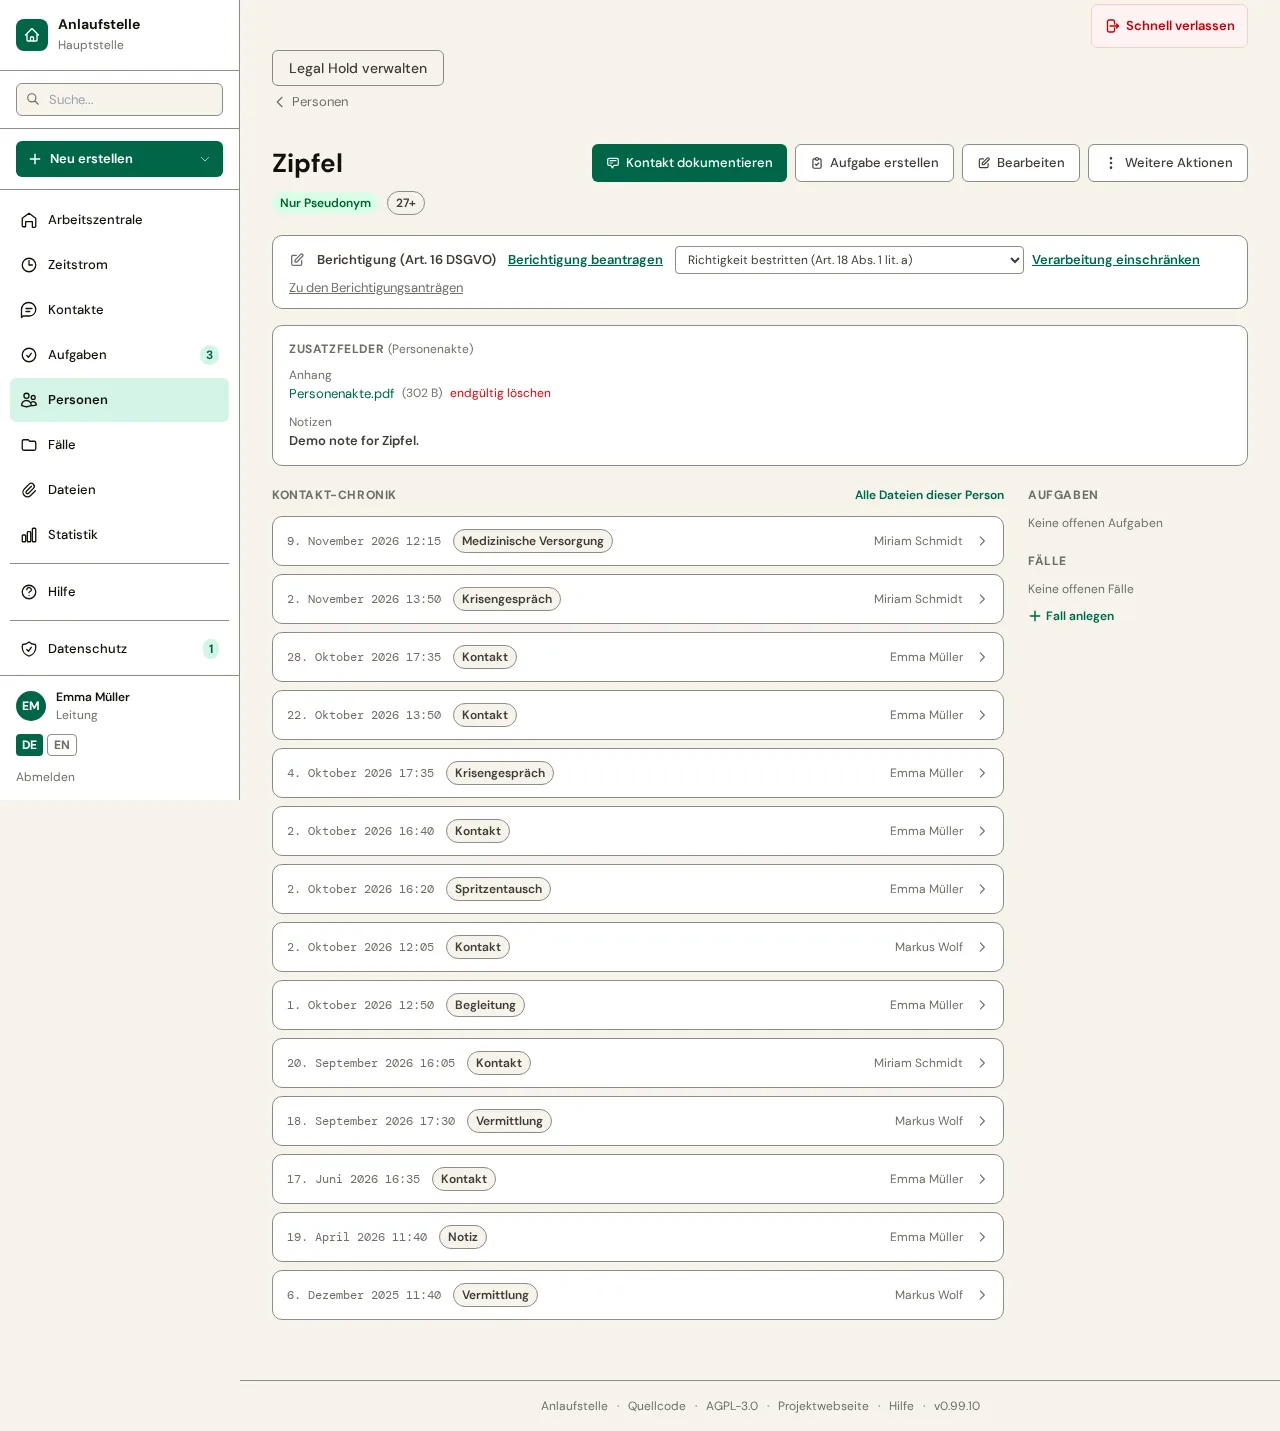 Anlaufstelle
Hauptstelle
Suche...
Neu erstellen
Arbeitszentrale
Zeitstrom
Kontakte
Aufgaben 3
Personen
Fälle
Dateien
Statistik
Hilfe
Datenschutz 1
EM Emma Müller
Leitung
DE EN
Abmelden
Schnell verlassen
Legal Hold verwalten
Personen
Zipfel
Kontakt dokumentieren Aufgabe erstellen Bearbeiten Weitere Aktionen
Nur Pseudonym 27+
Berichtigung (Art. 16 DSGVO) Berichtigung beantragen Richtigkeit bestritten (Art. 18 Abs. 1 lit. a) Verarbeitung einschränken
Zu den Berichtigungsanträgen
ZUSATZFELDER (Personenakte)
Anhang
Personenakte.pdf (302 B) endgültig löschen
Notizen
Demo note for Zipfel.
KONTAKT-CHRONIK Alle Dateien dieser Person
9. November 2026 12:15 Medizinische Versorgung Miriam Schmidt
2. November 2026 13:50 Krisengespräch Miriam Schmidt
28. Oktober 2026 17:35 Kontakt Emma Müller
22. Oktober 2026 13:50 Kontakt Emma Müller
4. Oktober 2026 17:35 Krisengespräch Emma Müller
2. Oktober 2026 16:40 Kontakt Emma Müller
2. Oktober 2026 16:20 Spritzentausch Emma Müller
2. Oktober 2026 12:05 Kontakt Markus Wolf
1. Oktober 2026 12:50 Begleitung Emma Müller
20. September 2026 16:05 Kontakt Miriam Schmidt
18. September 2026 17:30 Vermittlung Markus Wolf
17. Juni 2026 16:35 Kontakt Emma Müller
19. April 2026 11:40 Notiz Emma Müller
6. Dezember 2025 11:40 Vermittlung Markus Wolf
AUFGABEN
Keine offenen Aufgaben
FÄLLE
Keine offenen Fälle
Fall anlegen
Anlaufstelle · Quellcode · AGPL-3.0 · Projektwebseite · Hilfe · v0.99.10